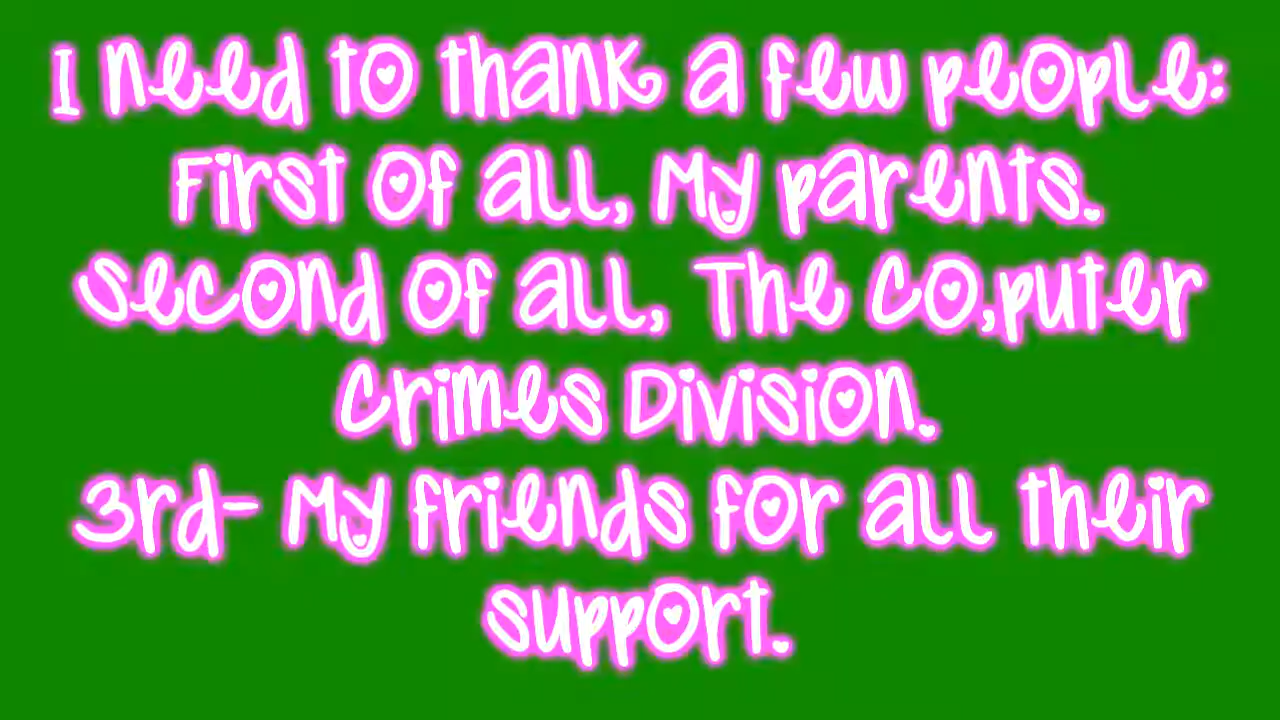 I need to thank a few people:
First of all, My parents.
Second of all, The Co,puter
Crimes Division.
3rd- My friends for all their
support.